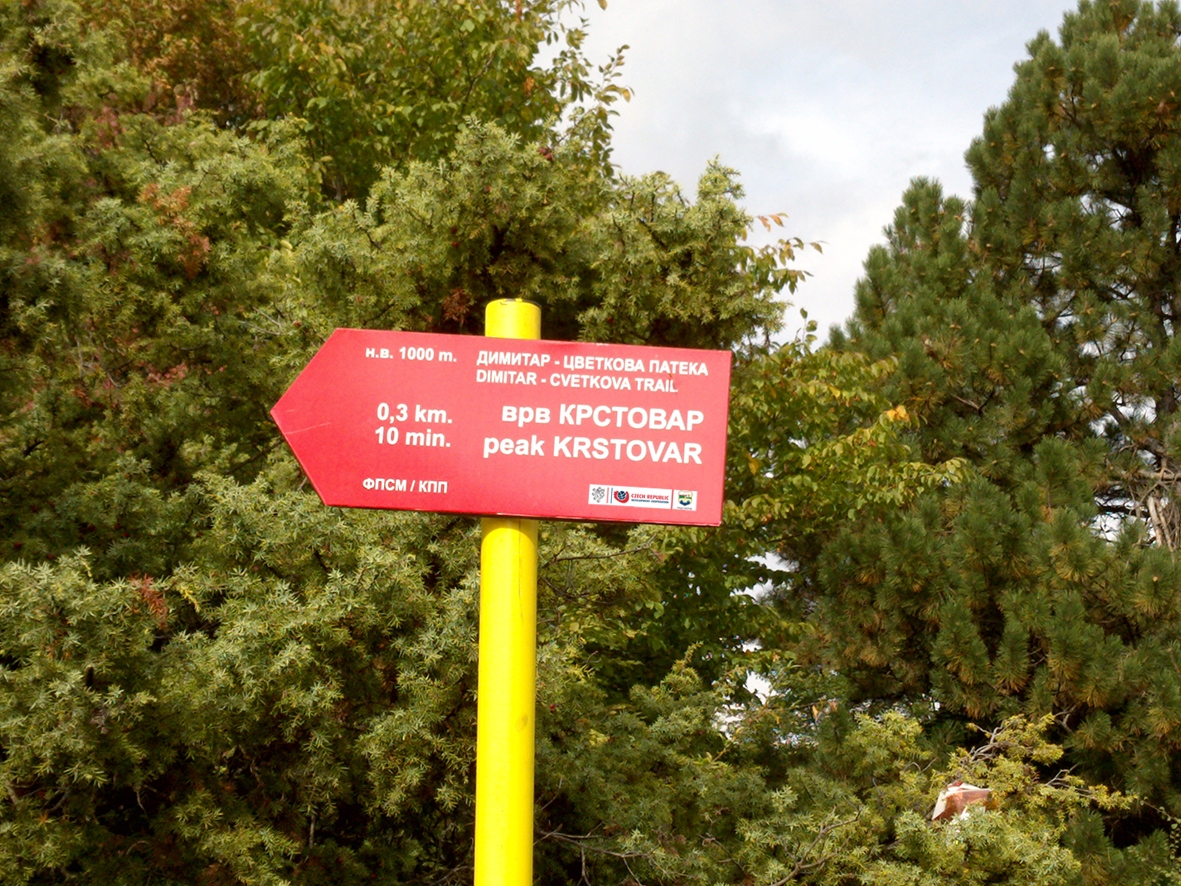 н.в. 1000 m.
ДИМИТАР - ЦВЕТКОВА ПАТЕКА
DIMITAR - CVETKOVA TRAIL
0,3 km.
10 min.
врв КРСТОВАР
peak KRSTOVAR
ФПСМ / КПП
CZECH REPUBLIC